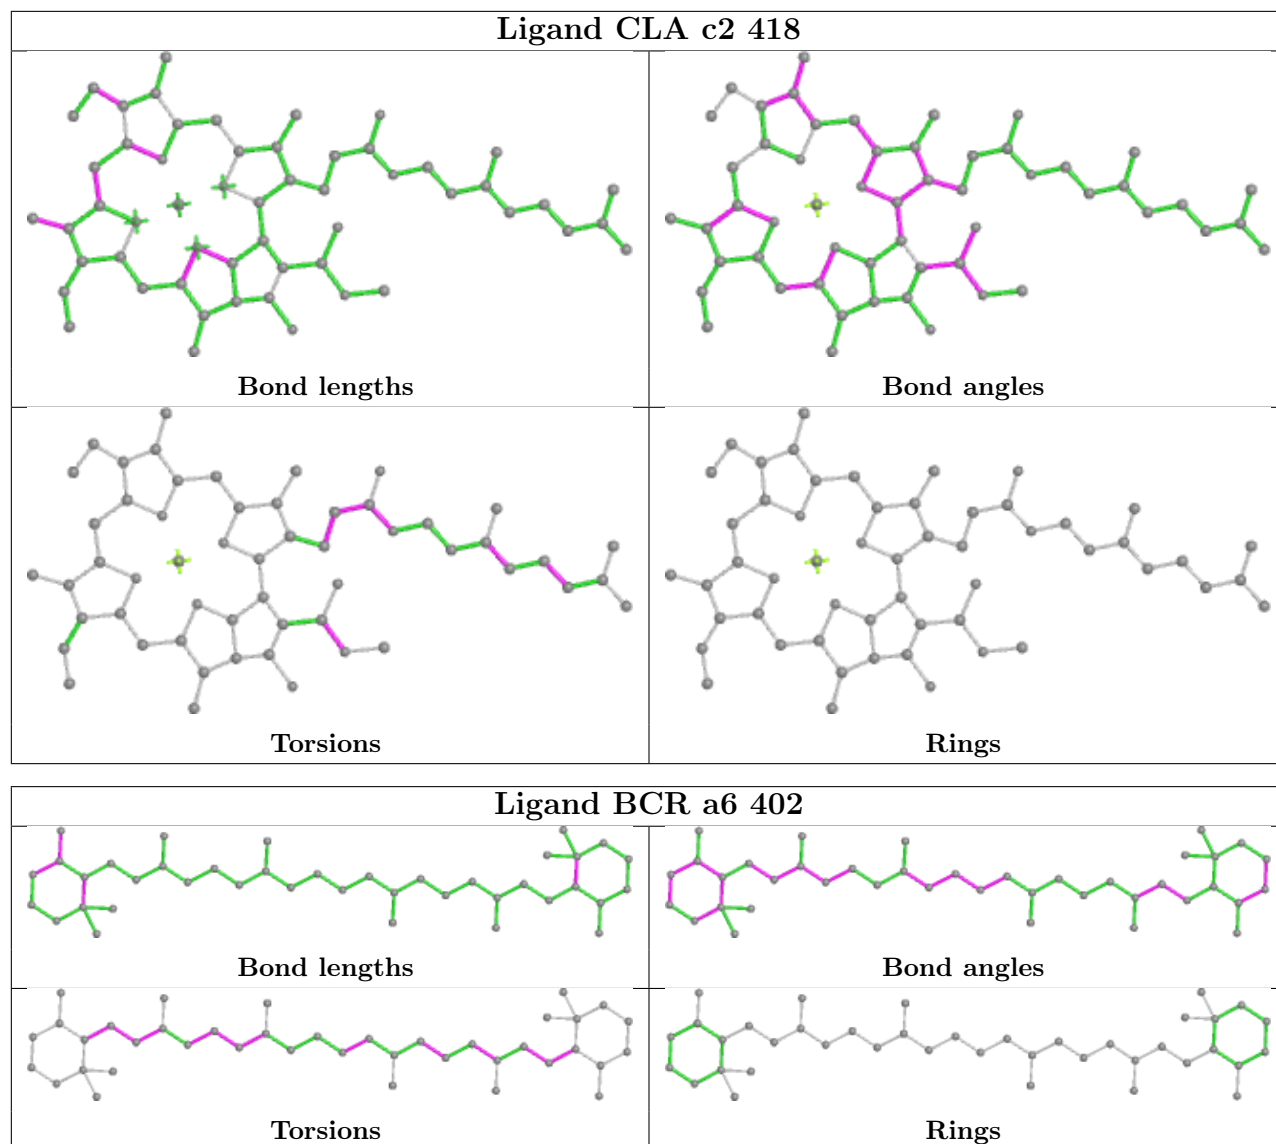 Ligand CLA c2 418
Bond lengths
Bond angles
Torsions
Rings
Ligand BCR a6 402
Bond lengths
Bond angles
Torsions
Rings